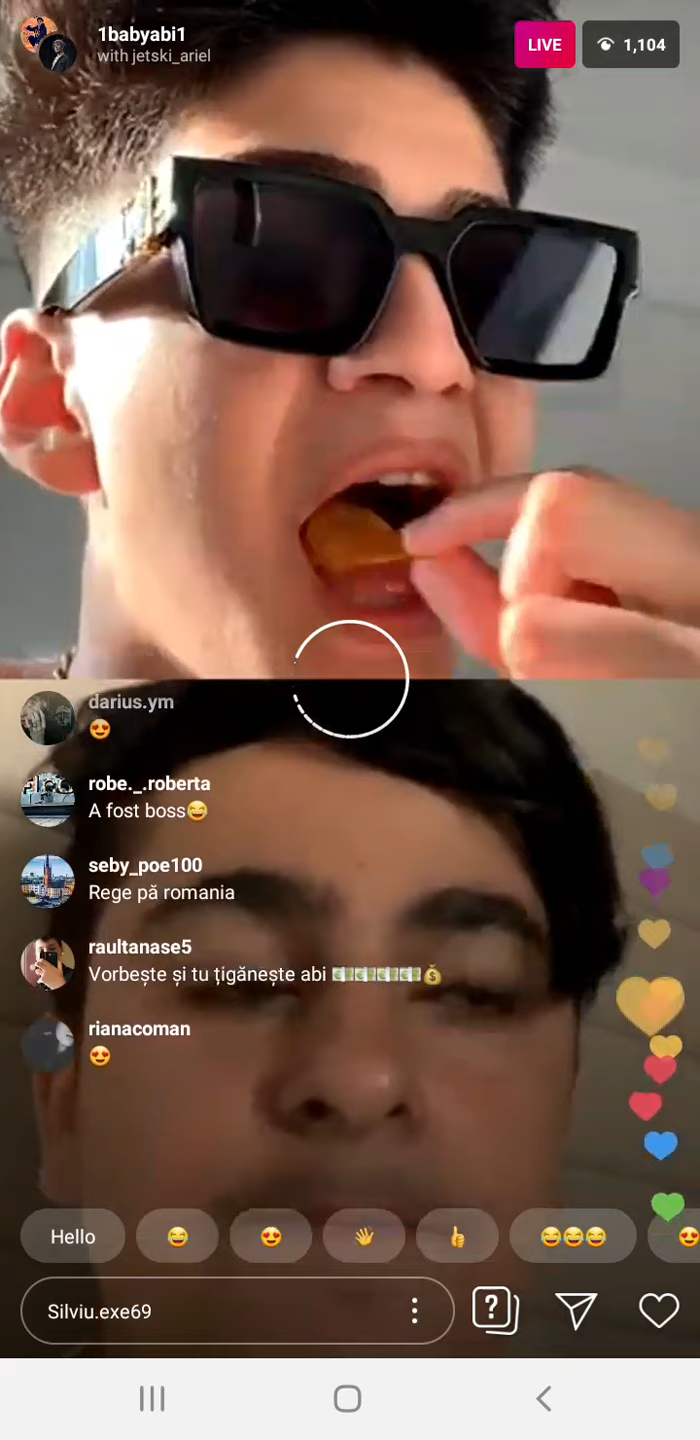 1babyabi1
with jetski_ariel
LIVE
1,104
darius.ym
😍
robe._.roberta
A fost boss😂
seby_poe100
Rege pă romania
raultanase5
Vorbește și tu țigănește abi 💵💵💵💵💰
rianacoman
😍
Hello
😂
😍
👋
👍
😂😂😂
😍
Silviu.exe69